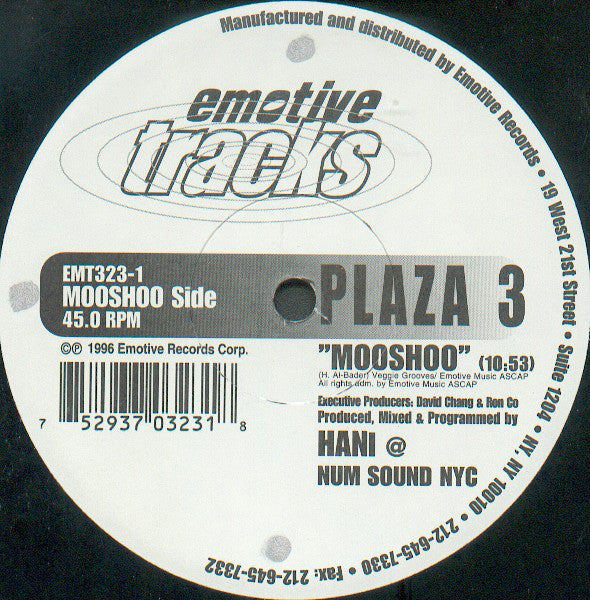 Manufactured and distributed by Emotive Records • 19 West 21st Street • Suite 1204 • NY, NY 10010 • 212-645-7330 • Fax: 212-645-7332
emotive
tracks
EMT323-1
MOOSHOO Side
45.0 RPM
PLAZA 3
©℗ 1996 Emotive Records Corp.
7 52937 03231 8
"MOOSHOO" (10:53)
(H. Al-Bader) Veggie Grooves/ Emotive Music ASCAP
All rights adm. by Emotive Music ASCAP
Executive Producers: David Chang & Ron Co
Produced, Mixed & Programmed by
HANI @
NUM SOUND NYC